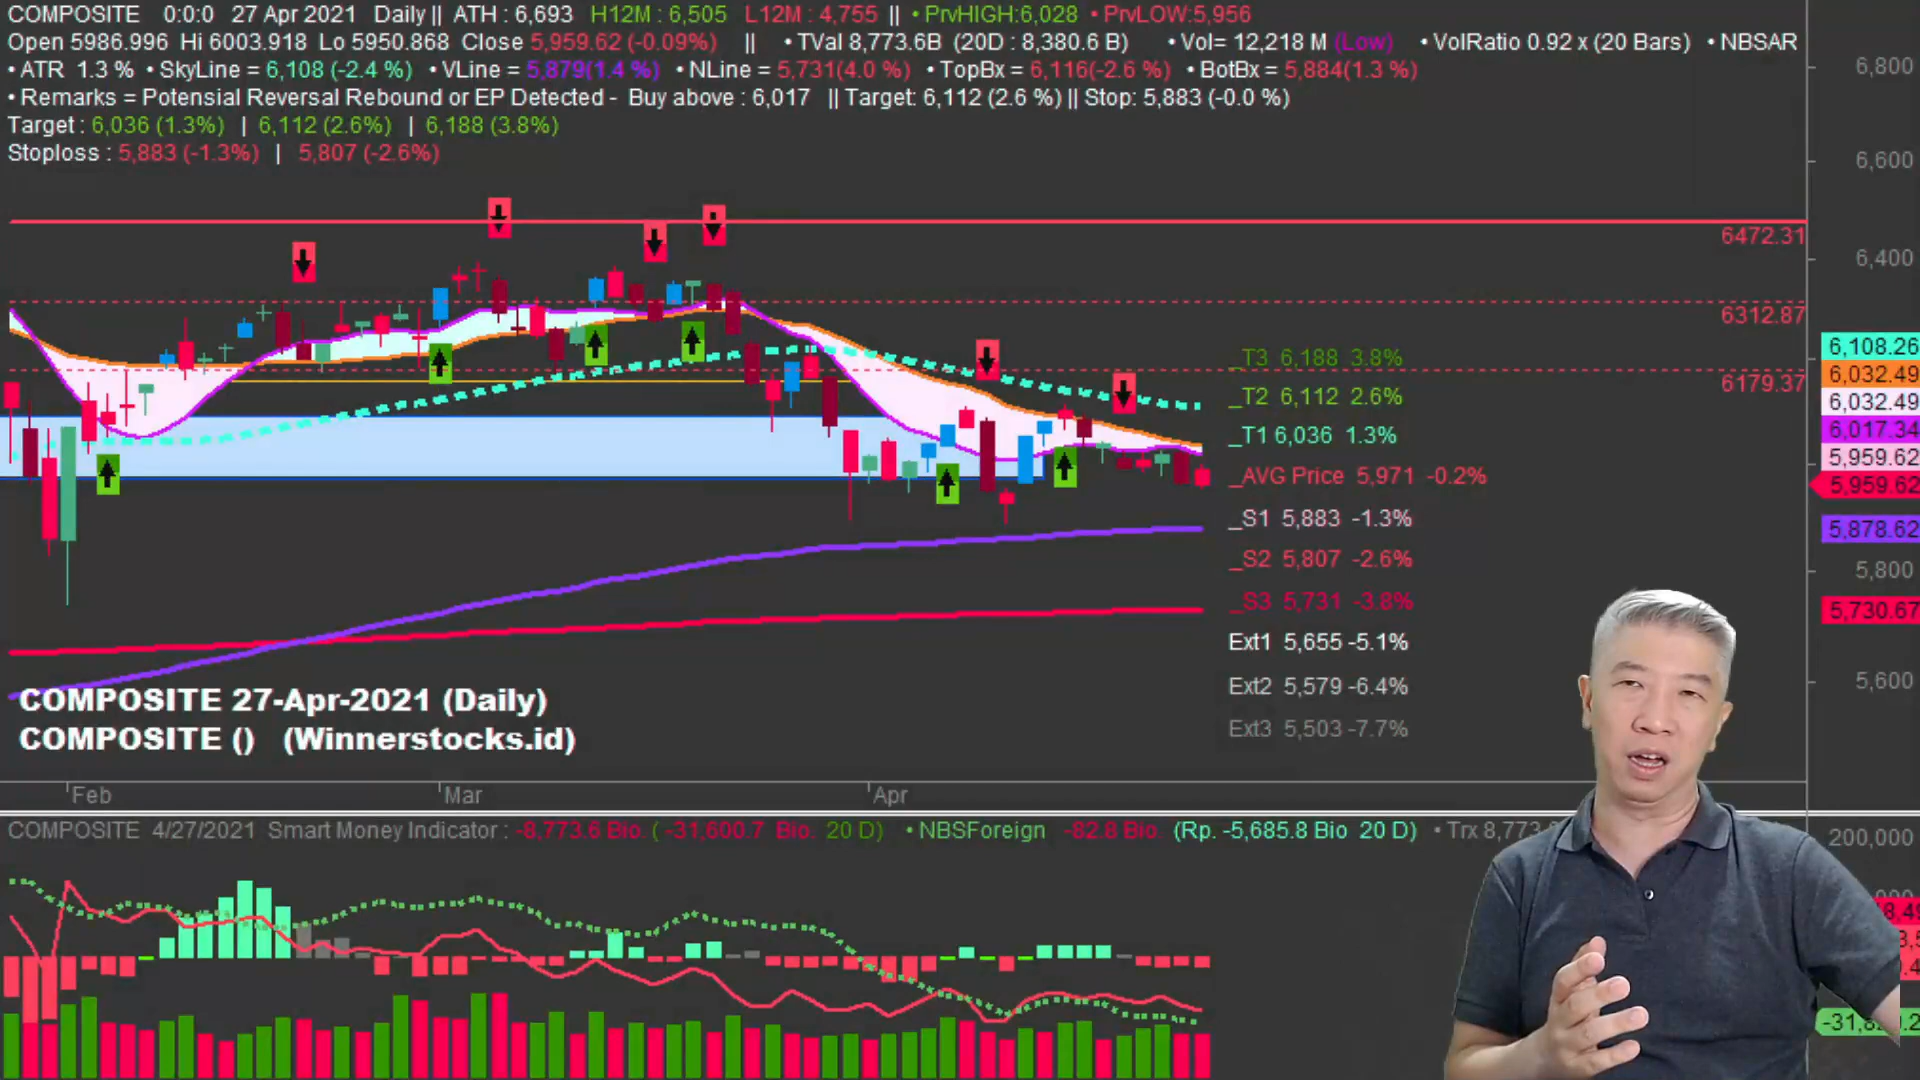 COMPOSITE 0:0:0 27 Apr 2021 Daily || ATH : 6,693 H12M : 6,505 L12M : 4,755 || • PrvHIGH:6,028 • PrvLOW:5,956
Open 5986.996 Hi 6003.918 Lo 5950.868 Close 5,959.62 (-0.09%) || • TVal 8,773.6B (20D : 8,380.6 B) • Vol= 12,218 M (Low) • VolRatio 0.92 x (20 Bars) • NBSAR
• ATR 1.3 % • SkyLine = 6,108 (-2.4 %) • VLine = 5,879(1.4 %) • NLine = 5,731(4.0 %) • TopBx = 6,116(-2.6 %) • BotBx = 5,884(1.3 %)
• Remarks = Potensial Reversal Rebound or EP Detected - Buy above : 6,017 || Target: 6,112 (2.6 %) || Stop: 5,883 (-0.0 %)
Target : 6,036 (1.3%) | 6,112 (2.6%) | 6,188 (3.8%)
Stoploss : 5,883 (-1.3%) | 5,807 (-2.6%)
6,800
6,600
6472.31
6,400
6312.87
6,108.26
_T3 6,188 3.8%
6179.37
6,032.49
_T2 6,112 2.6%
6,032.49
_T1 6,036 1.3%
6,017.34
5,959.62
_AVG Price 5,971 -0.2%
5,959.62
_S1 5,883 -1.3%
5,878.62
_S2 5,807 -2.6%
5,800
_S3 5,731 -3.8%
5,730.67
Ext1 5,655 -5.1%
Ext2 5,579 -6.4%
5,600
Ext3 5,503 -7.7%
COMPOSITE 27-Apr-2021 (Daily)
COMPOSITE () (Winnerstocks.id)
Feb Mar Apr
COMPOSITE 4/27/2021 Smart Money Indicator : -8,773.6 Bio. ( -31,600.7 Bio. 20 D) • NBSForeign -82.8 Bio. (Rp. -5,685.8 Bio 20 D) • Trx 8,773
200,000